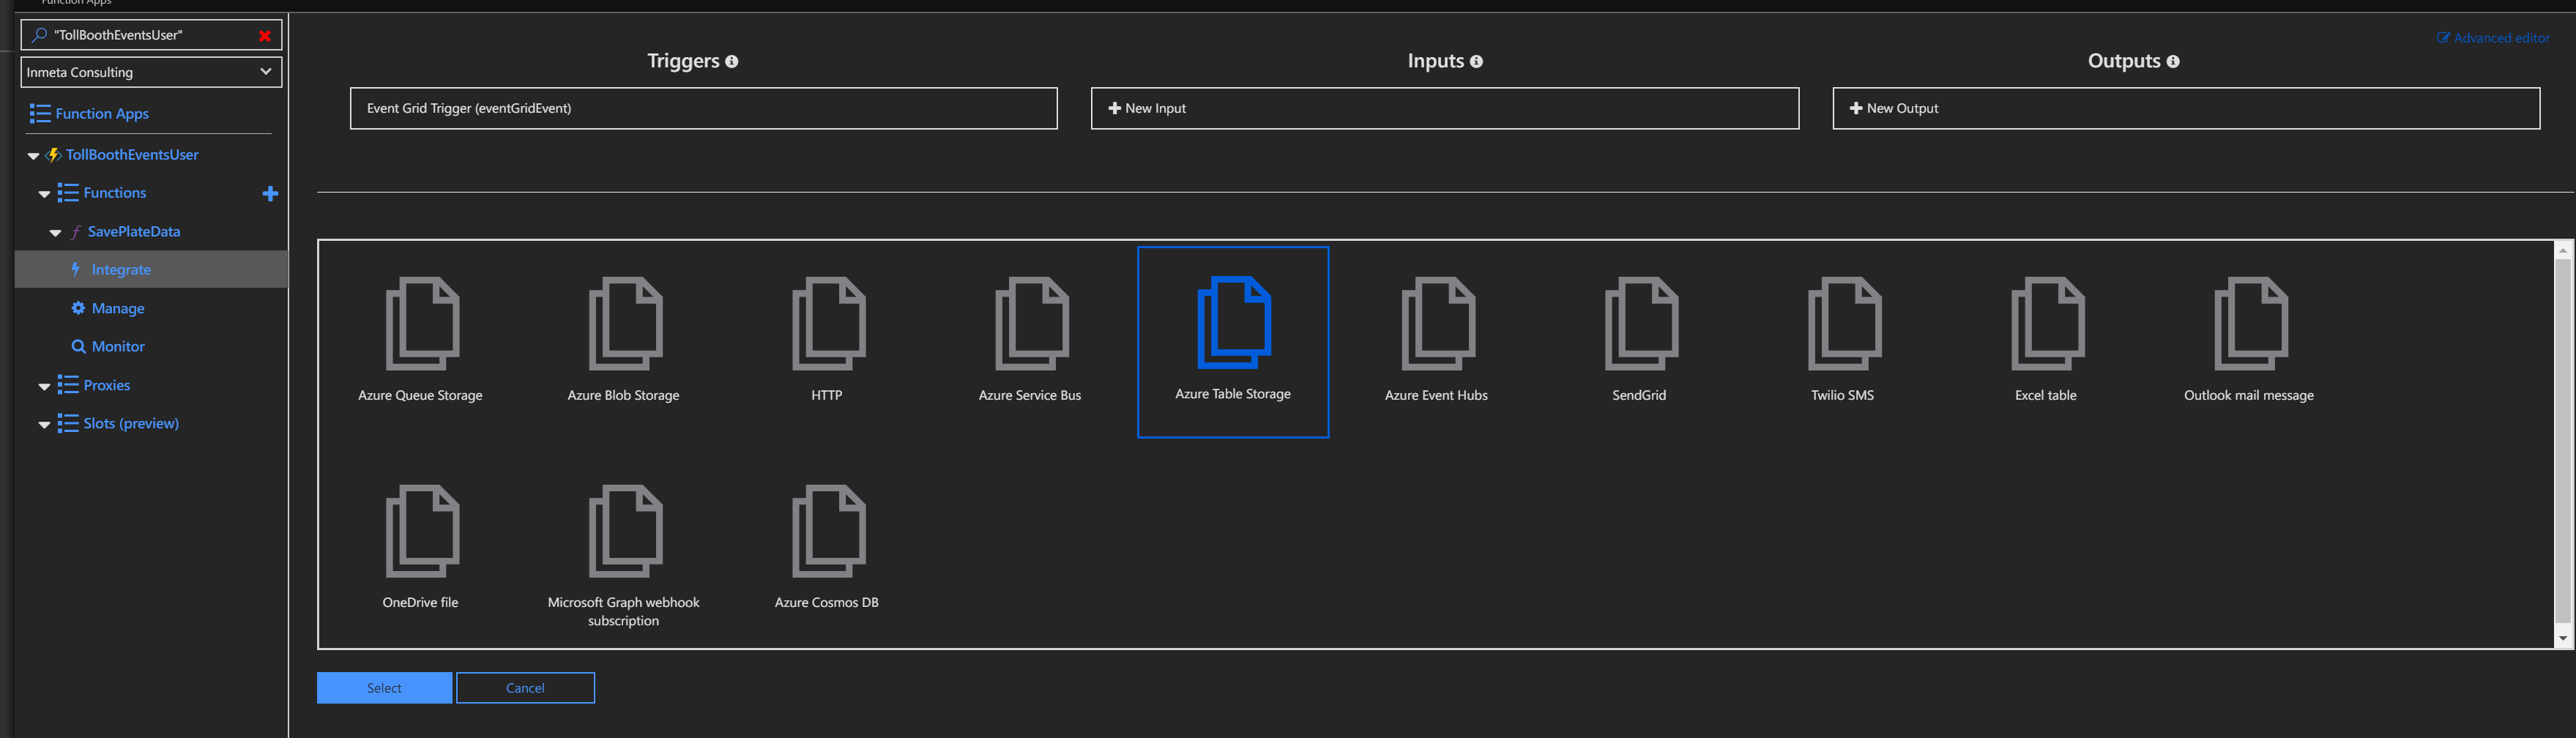 Function Apps
"TollBoothEventsUser"
Inmeta Consulting
Function Apps
TollBoothEventsUser
Functions
SavePlateData
Integrate
Manage
Monitor
Proxies
Slots (preview)
Advanced editor
Triggers
Inputs
Outputs
Event Grid Trigger (eventGridEvent)
New Input
New Output
Azure Queue Storage
Azure Blob Storage
HTTP
Azure Service Bus
Azure Table Storage
Azure Event Hubs
SendGrid
Twilio SMS
Excel table
Outlook mail message
OneDrive file
Microsoft Graph webhook
subscription
Azure Cosmos DB
Select
Cancel